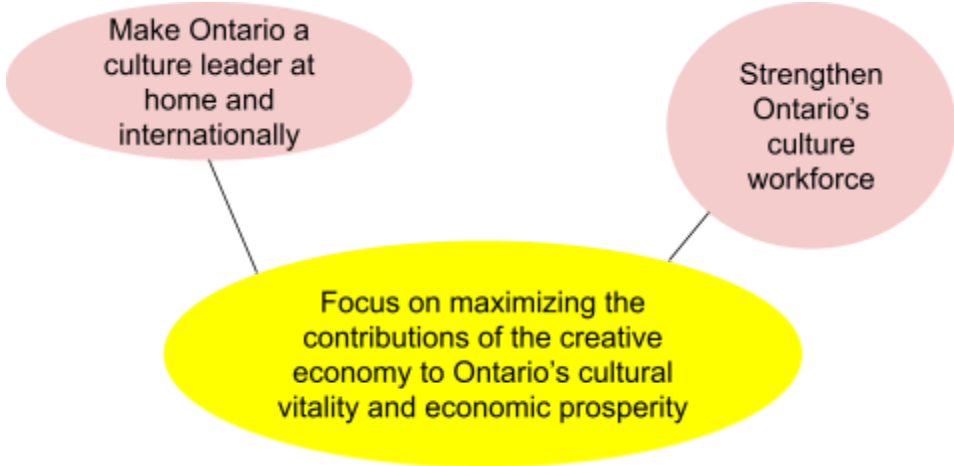 Make Ontario a
culture leader at
home and
internationally
Strengthen
Ontario’s
culture
workforce
Focus on maximizing the
contributions of the creative
economy to Ontario’s cultural
vitality and economic prosperity